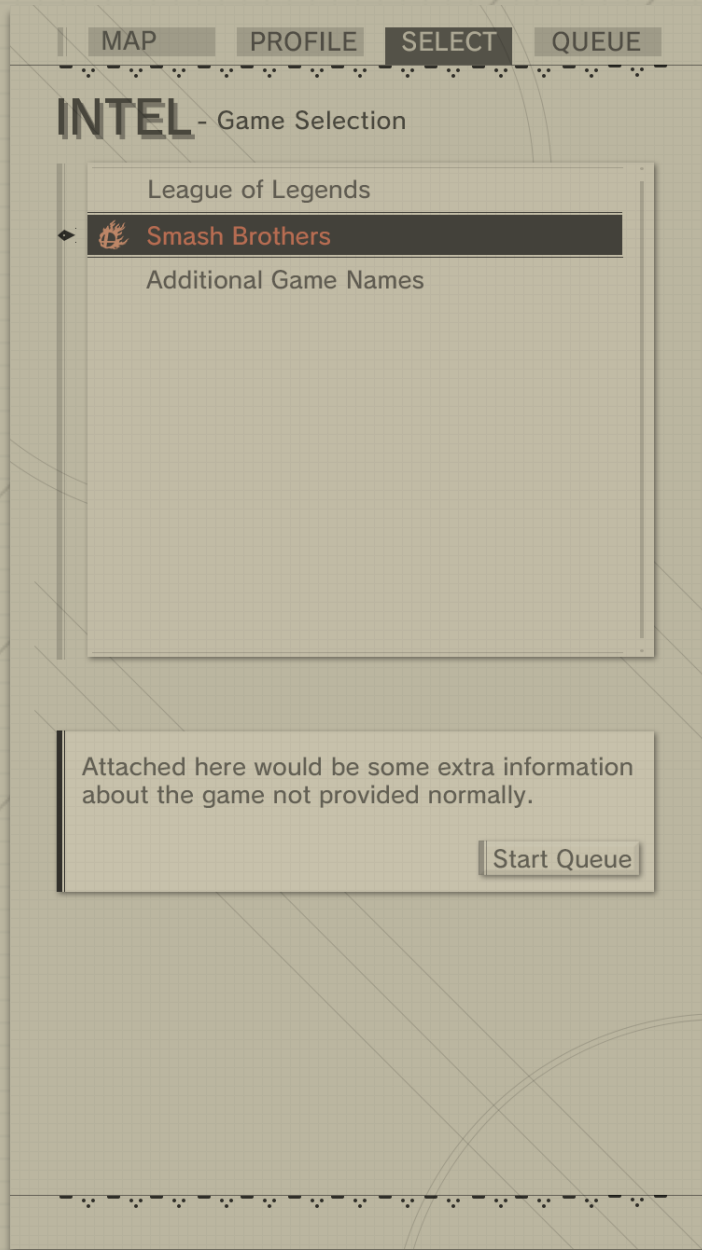 MAP PROFILE SELECT QUEUE
INTEL - Game Selection
League of Legends
Smash Brothers
Additional Game Names
Attached here would be some extra information
about the game not provided normally.
Start Queue